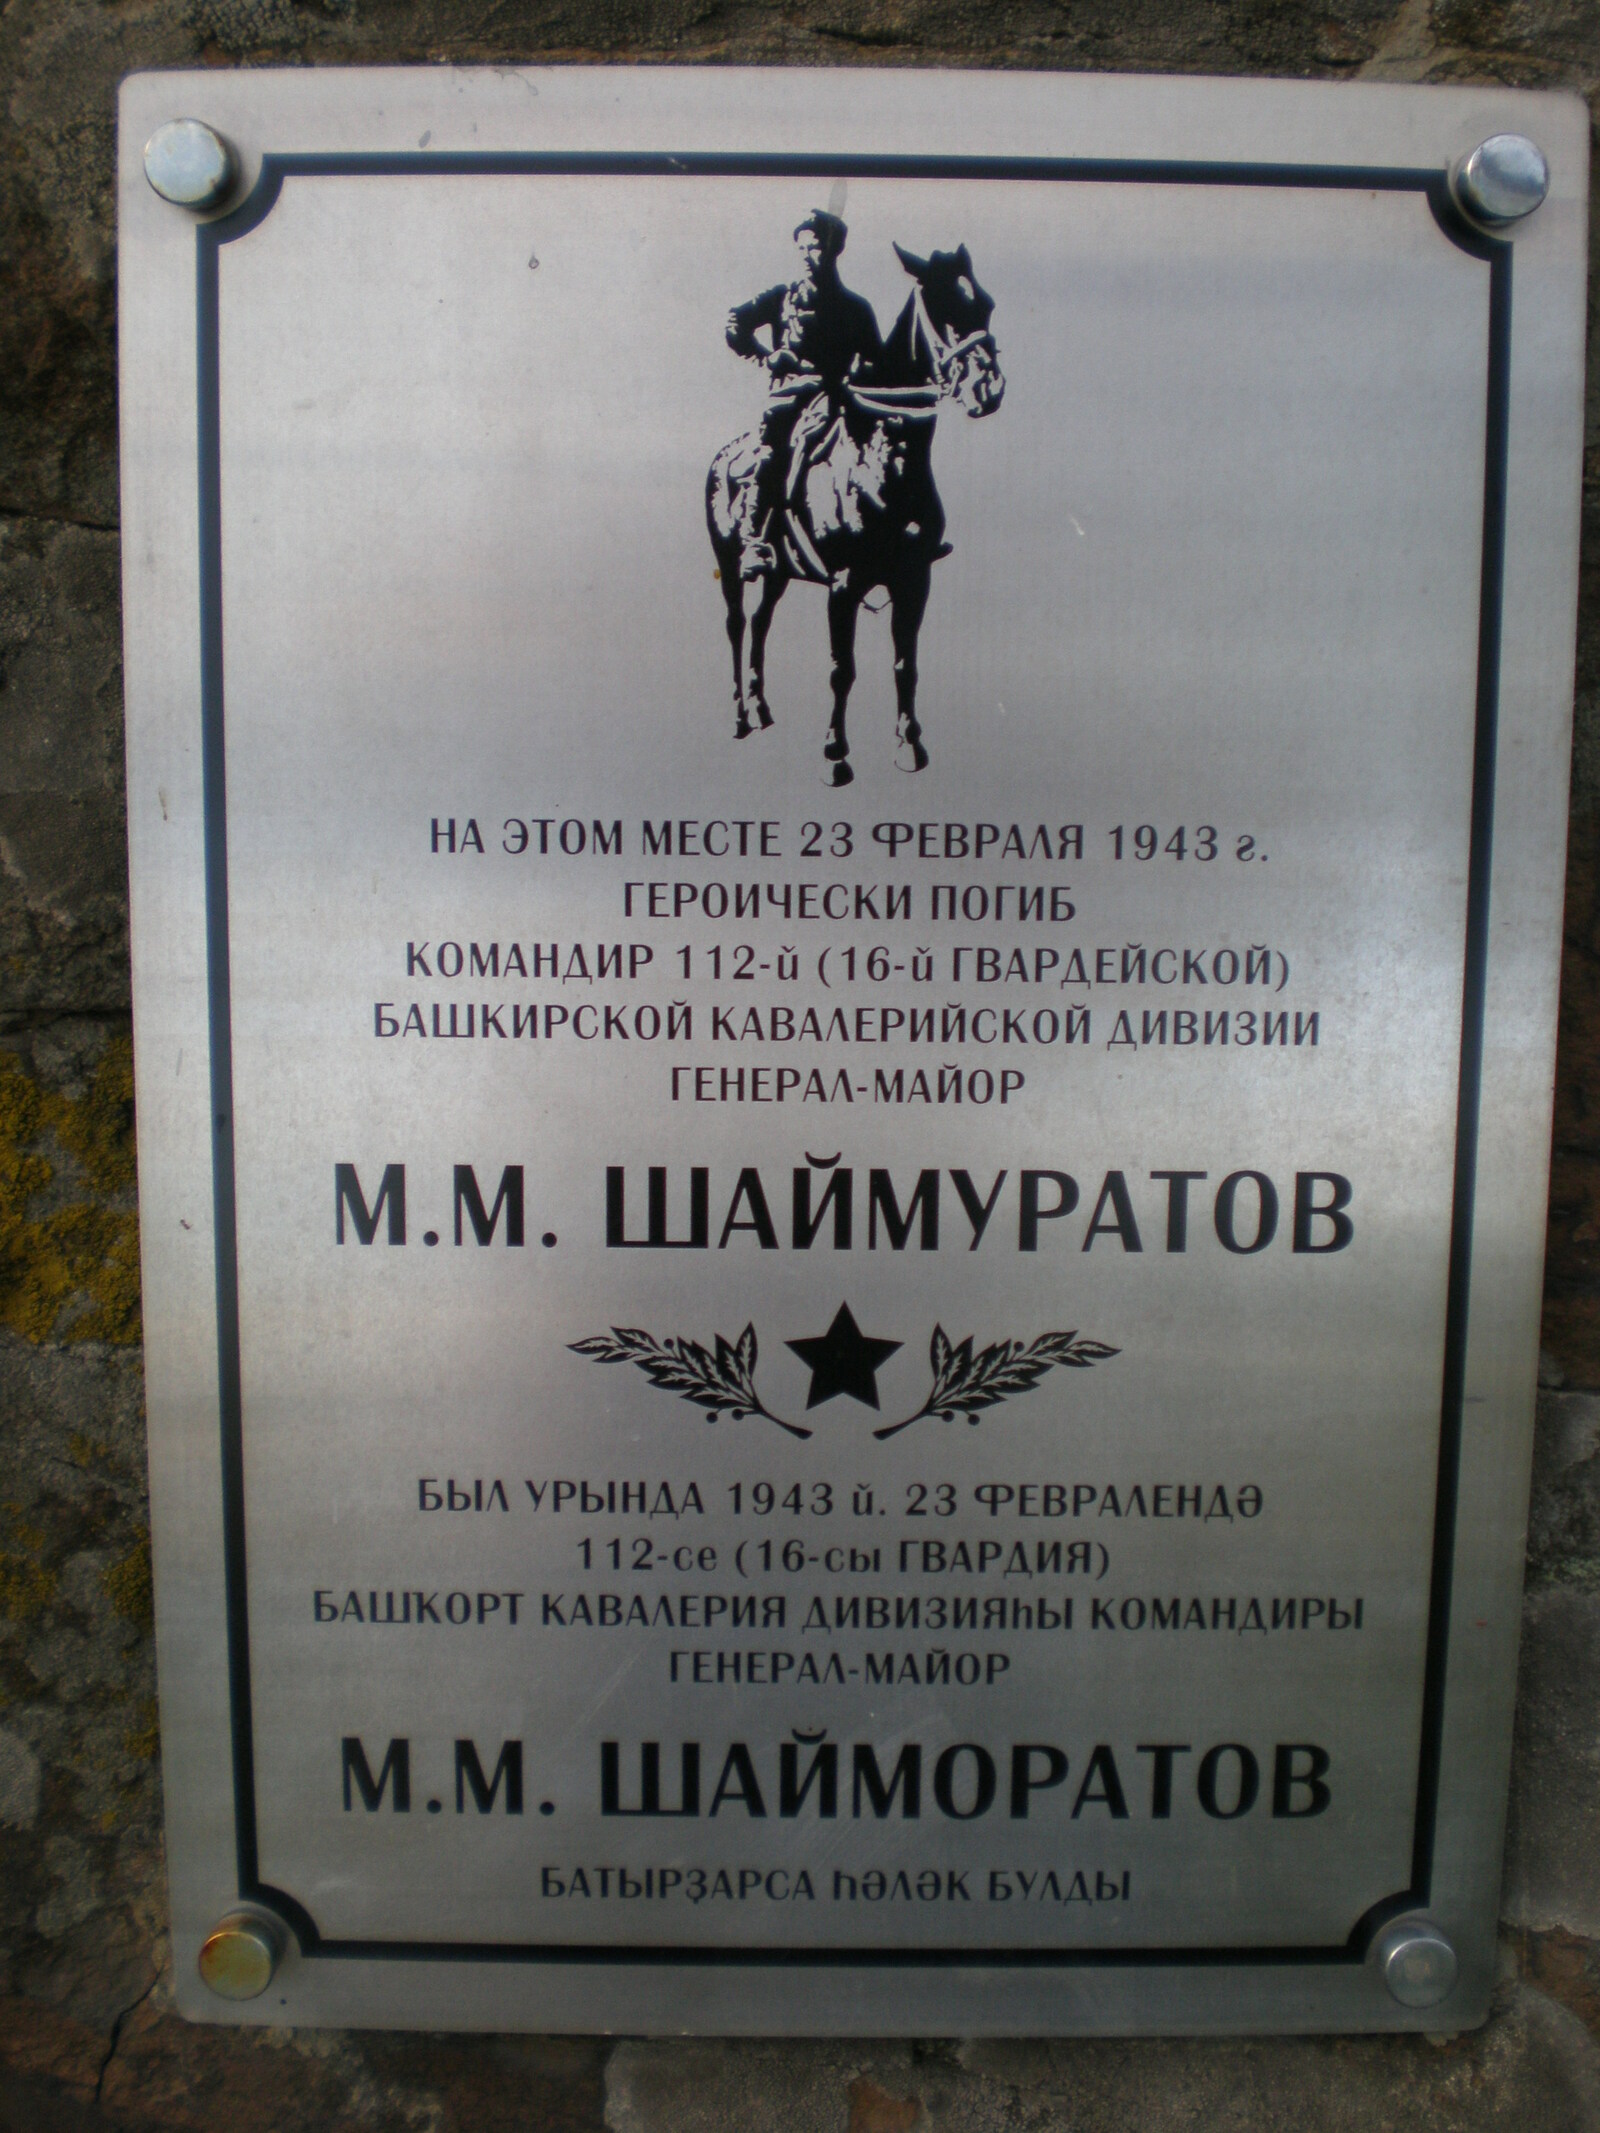 НА ЭТОМ МЕСТЕ 23 ФЕВРАЛЯ 1943 г.
ГЕРОИЧЕСКИ ПОГИБ
КОМАНДИР 112-й (16-й ГВАРДЕЙСКОЙ)
БАШКИРСКОЙ КАВАЛЕРИЙСКОЙ ДИВИЗИИ
ГЕНЕРАЛ-МАЙОР
М.М. ШАЙМУРАТОВ
БЫЛ УРЫНДА 1943 й. 23 ФЕВРАЛЕНДӘ
112-се (16-сы ГВАРДИЯ)
БАШҠОРТ КАВАЛЕРИЯ ДИВИЗИЯҺЫ КОМАНДИРЫ
ГЕНЕРАЛ-МАЙОР
М.М. ШАЙМОРАТОВ
БАТЫРҘАРСА ҺӘЛӘК БУЛДЫ